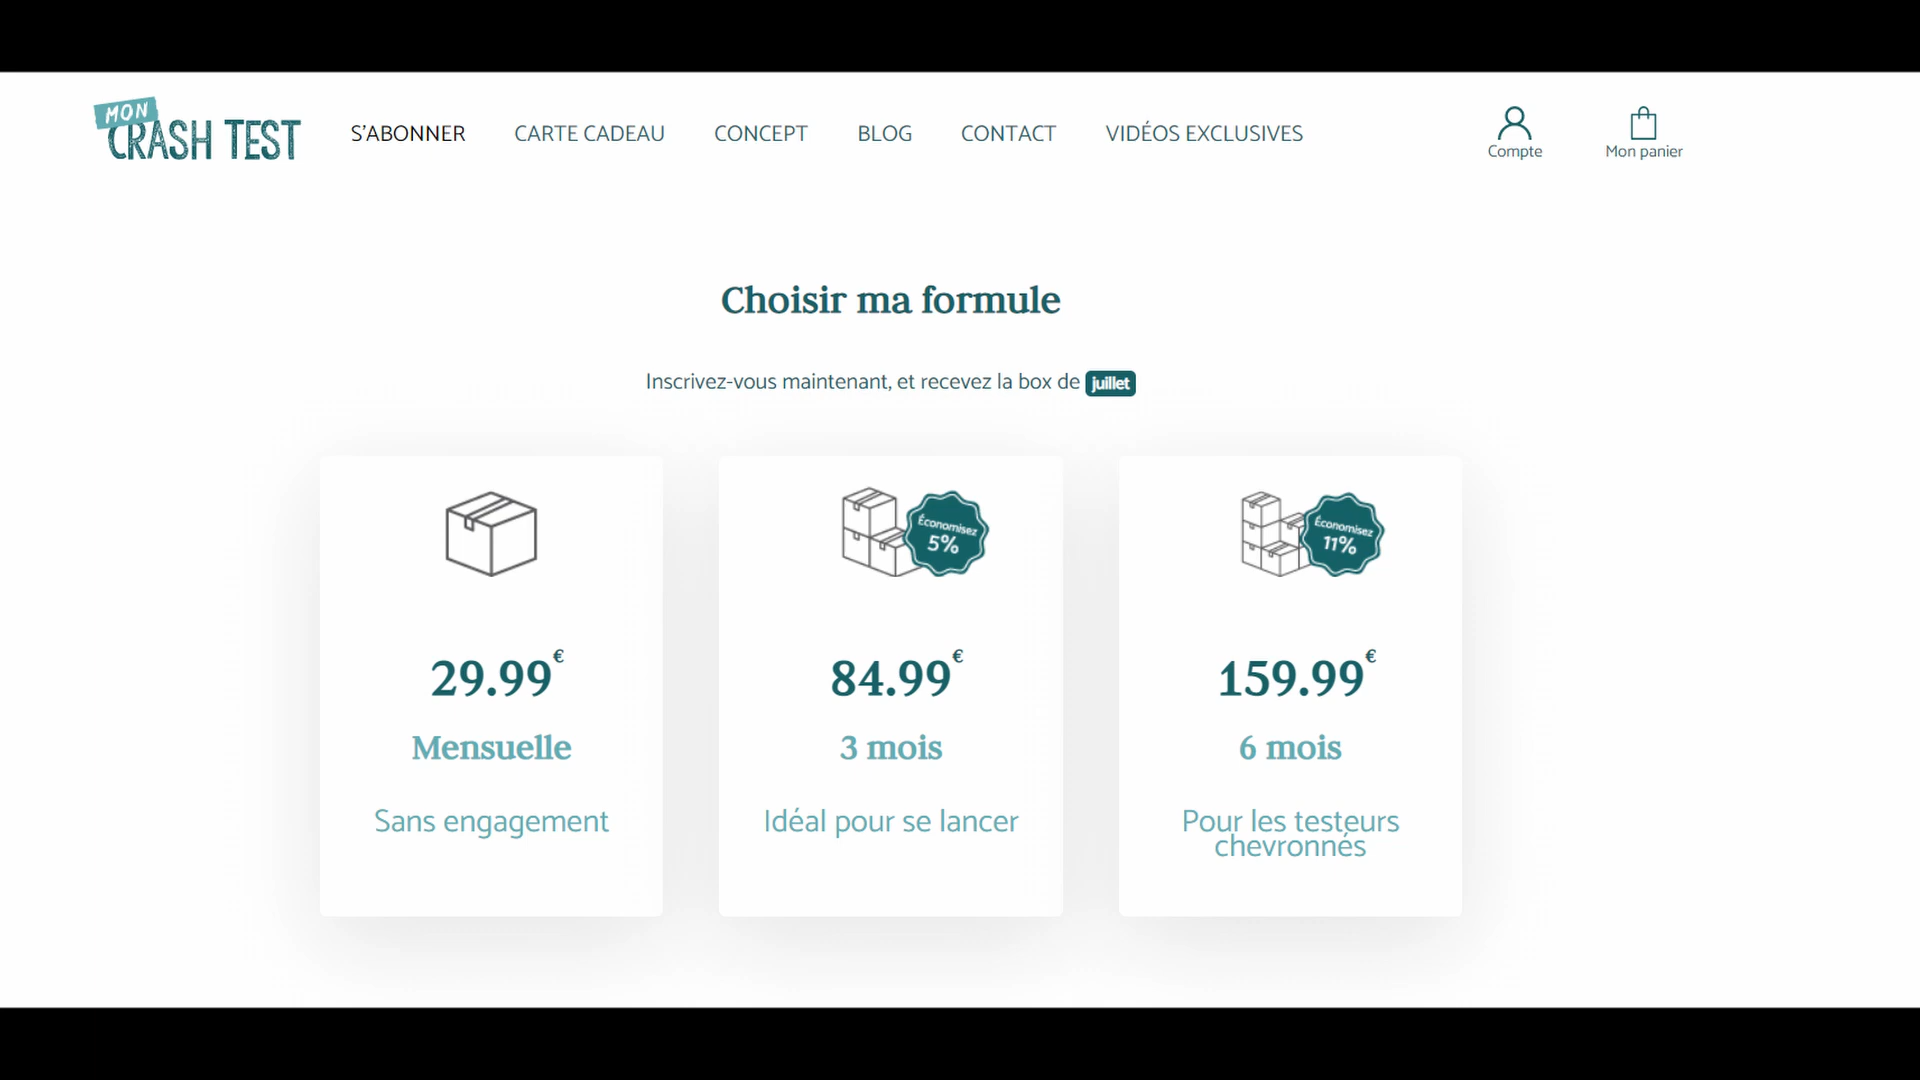 MON
CRASH TEST
S'ABONNER
CARTE CADEAU
CONCEPT
BLOG
CONTACT
VIDÉOS EXCLUSIVES
Compte
Mon panier
Choisir ma formule
Inscrivez-vous maintenant, et recevez la box de juillet
29.99€
Mensuelle
Sans engagement
Économisez
5%
84.99€
3 mois
Idéal pour se lancer
Économisez
11%
159.99€
6 mois
Pour les testeurs
chevronnés